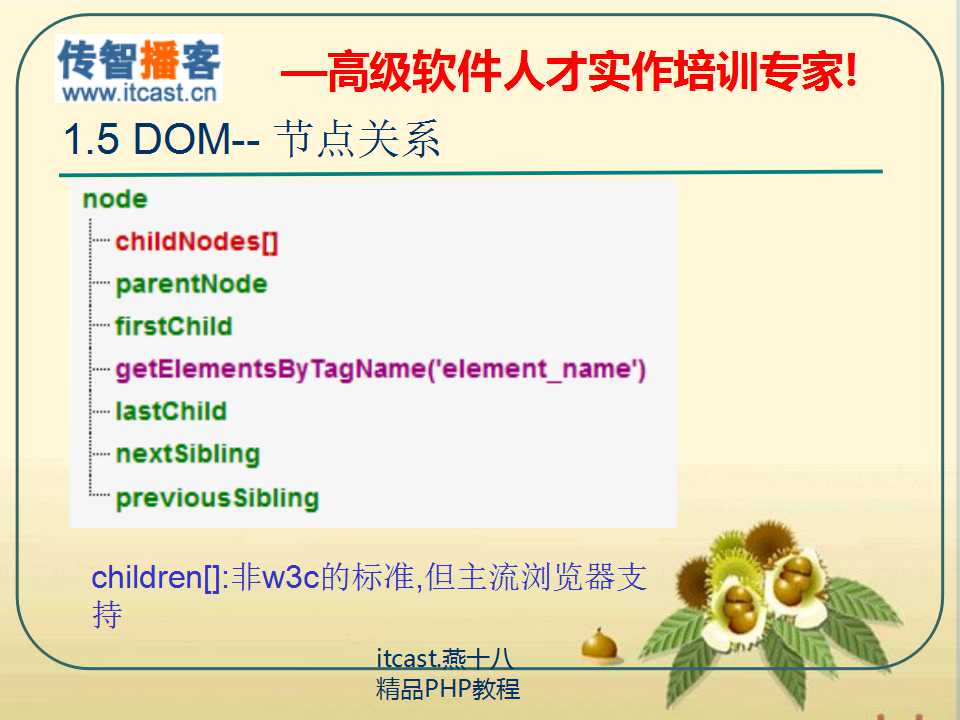 传智播客
www.itcast.cn
—高级软件人才实作培训专家!
1.5 DOM-- 节点关系
node
childNodes[]
parentNode
firstChild
getElementsByTagName('element_name')
lastChild
nextSibling
previousSibling
children[]:非w3c的标准,但主流浏览器支
持
itcast.燕十八
精品PHP教程